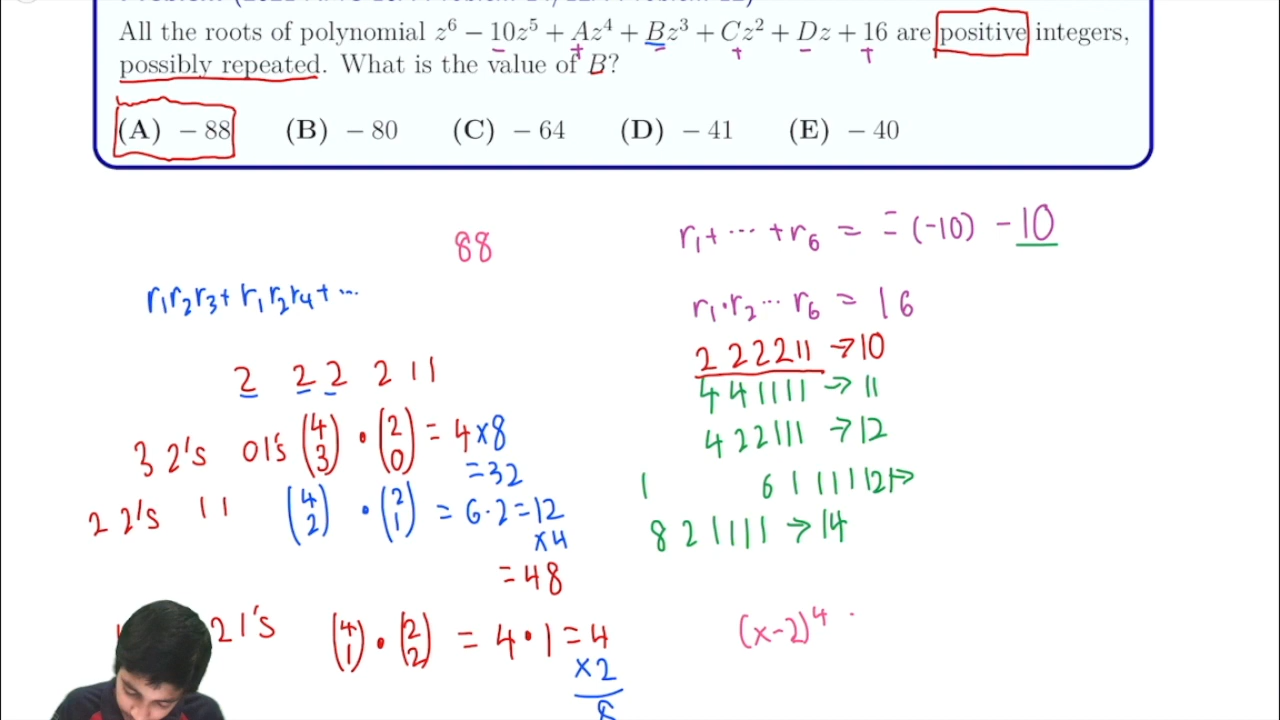 All the roots of polynomial z⁶ − 10z⁵ + Az⁴ + Bz³ + Cz² + Dz + 16 are positive integers,
possibly repeated. What is the value of B?
(A) − 88 (B) − 80 (C) − 64 (D) − 41 (E) − 40
88
r₁+ ··· +r₆ = = (-10) - 10
r₁r₂r₃+ r₁r₂r₄+ ···
r₁·r₂ ··· r₆ = 16
2 2 2 2 1 1 → 10
4 4 1 1 1 1 → 11
4 2 2 1 1 1 → 12
1 6 1 1 1 1 1 21→
8 2 1 1 1 1 → 14
2 2 2 2 1 1
3 2's 0 1's (4 3) · (2 0) = 4 x8
= 32
2 2's 1 1 (4 2) · (2 1) = 6·2 = 12
x4
= 48
2 1's (4 1) · (2 2) = 4·1 = 4
x2
8
(x-2)⁴ ·